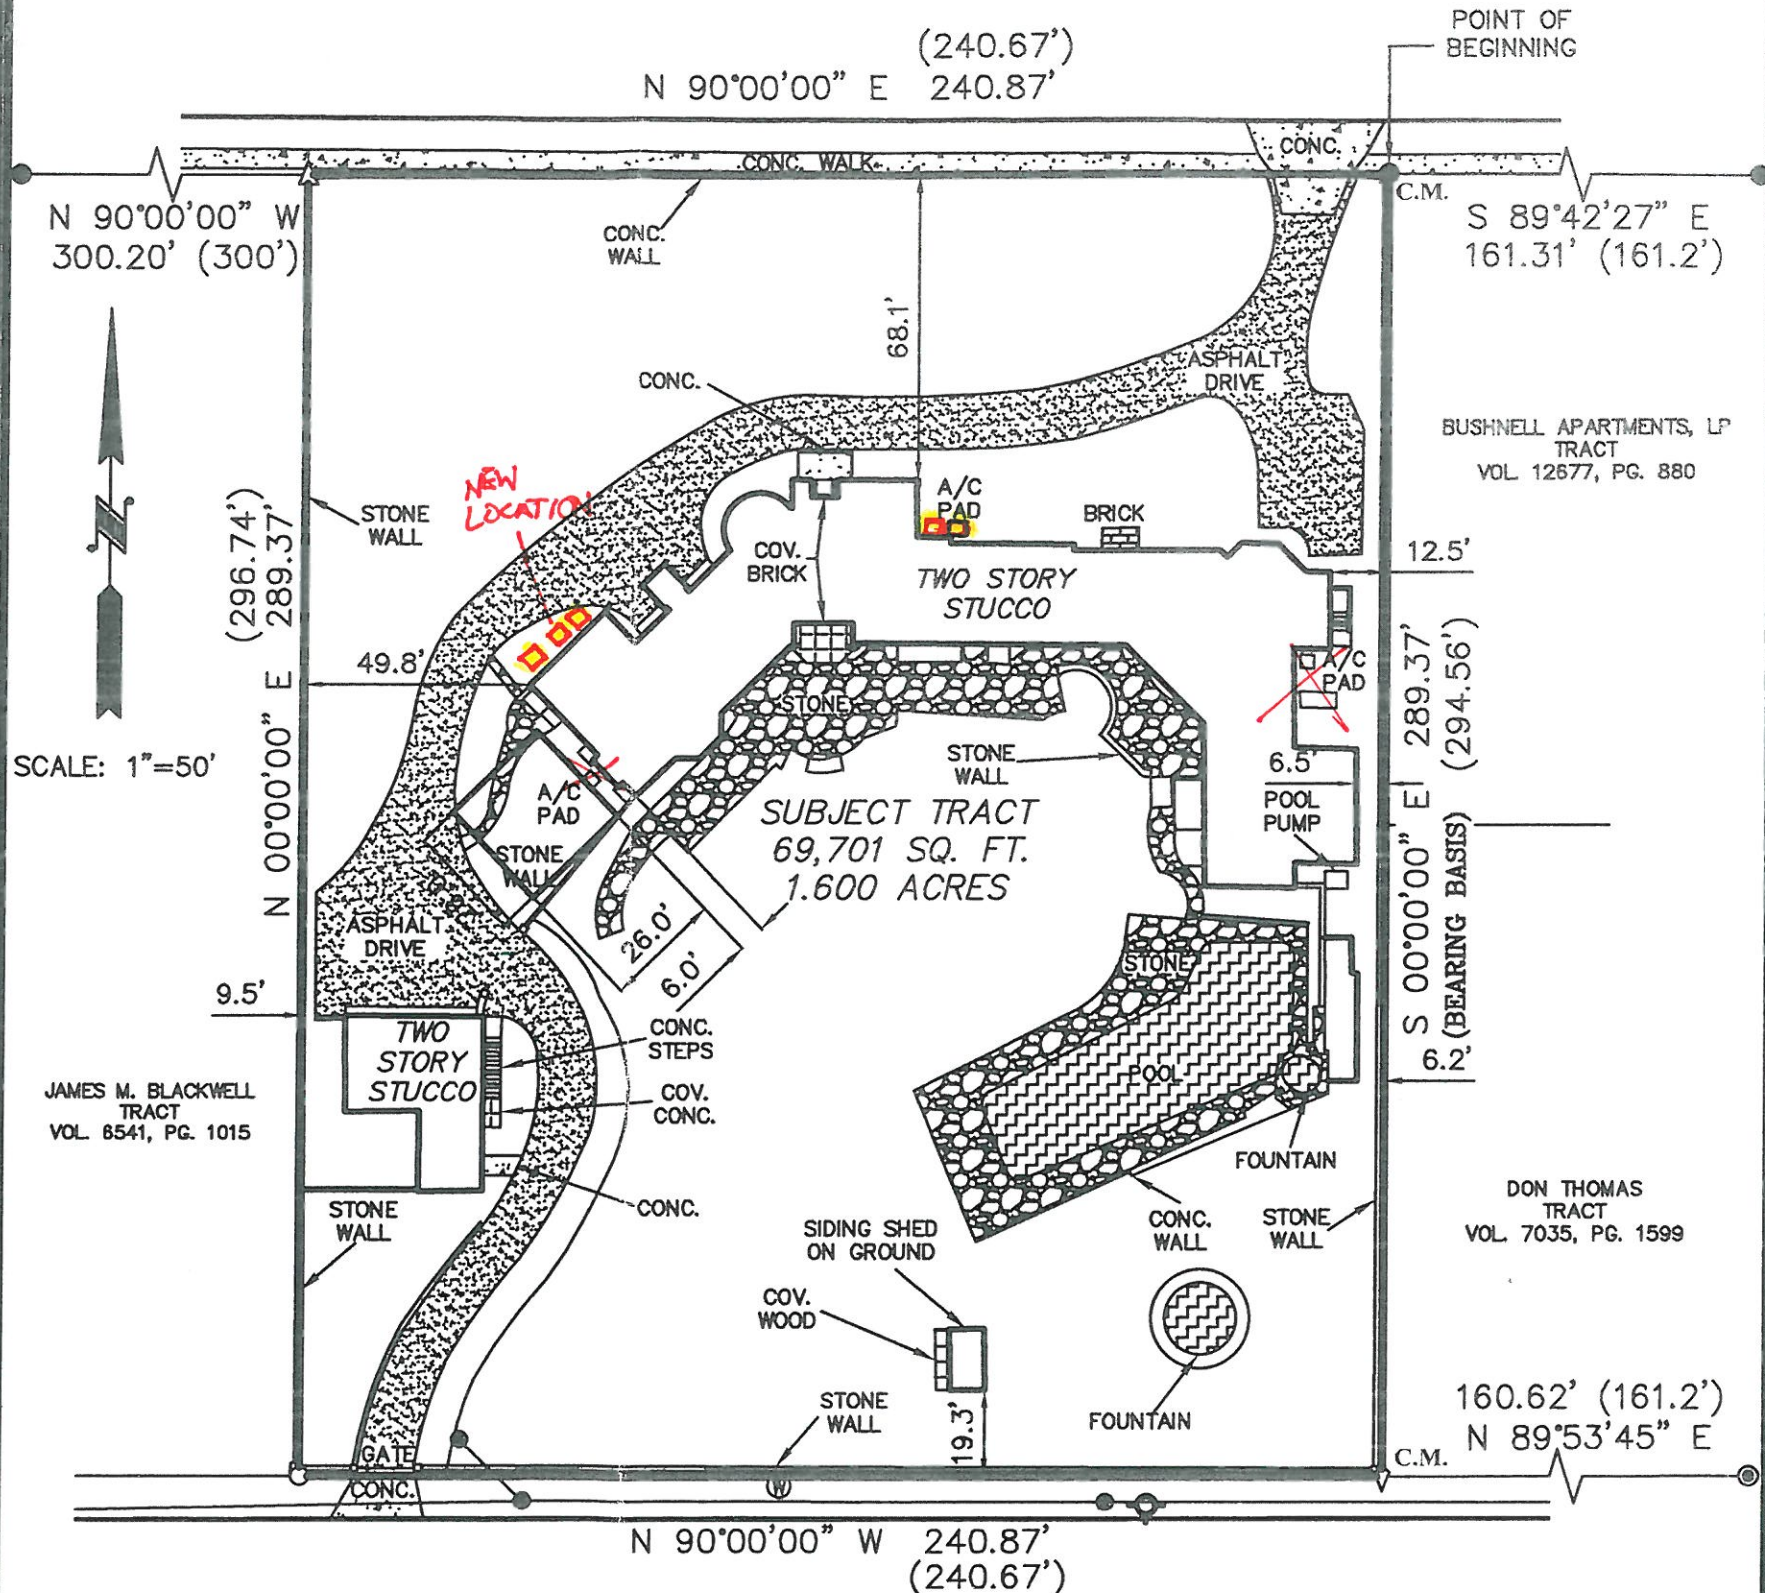 POINT OF
BEGINNING
(240.67')
N 90°00'00" E 240.87'
CONC. WALK
CONC.
C.M.
N 90°00'00" W
300.20' (300')
S 89°42'27" E
161.31' (161.2')
CONC.
WALL
68.1'
ASPHALT
DRIVE
CONC.
BUSHNELL APARTMENTS, LP
TRACT
VOL. 12677, PG. 880
NEW
LOCATION
A/C
PAD
BRICK
STONE
WALL
(296.74')
N 00°00'00" E 289.37'
COV.
BRICK
TWO STORY
STUCCO
12.5'
49.8'
A/C
PAD
S 00°00'00" E 289.37'
(294.56')
(BEARING BASIS)
STONE
STONE
WALL
SCALE: 1"=50'
6.5'
A/C
PAD
POOL
PUMP
SUBJECT TRACT
69,701 SQ. FT.
1.600 ACRES
STONE
WALL
ASPHALT
DRIVE
26.0'
6.0'
STONE
9.5'
TWO
STORY
STUCCO
CONC.
STEPS
6.2'
POOL
JAMES M. BLACKWELL
TRACT
VOL. 6541, PG. 1015
COV.
CONC.
FOUNTAIN
CONC.
STONE
WALL
SIDING SHED
ON GROUND
CONC.
WALL
STONE
WALL
DON THOMAS
TRACT
VOL. 7035, PG. 1599
COV.
WOOD
STONE
WALL
19.3'
FOUNTAIN
160.62' (161.2')
N 89°53'45" E
GATE
C.M.
CONC.
W
N 90°00'00" W 240.87'
(240.67')